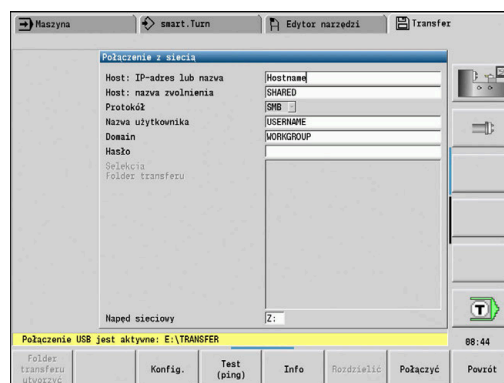 Maszyna
smart.Turn
Edytor narzędzi
Transfer
Połączenie z siecią
Host: IP-adres lub nazwa
Hostname
Host: nazwa zwolnienia
SHARED
Protokół
SMB
Nazwa użytkownika
USERNAME
Domain
WORKGROUP
Hasło
Selekcja
Folder transferu
Napęd sieciowy
Z:
T
Połączenie USB jest aktywne: E:\TRANSFER
08:44
Folder transferu utworzyć
Konfig.
Test (ping)
Info
Rozdzielić
Połączyć
Powrót